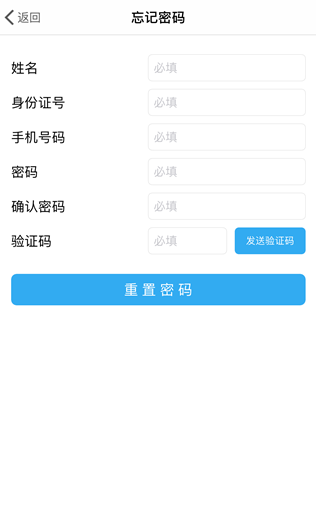 返回 忘记密码
姓名 必填
身份证号 必填
手机号码 必填
密码 必填
确认密码 必填
验证码 必填 发送验证码
重置密码